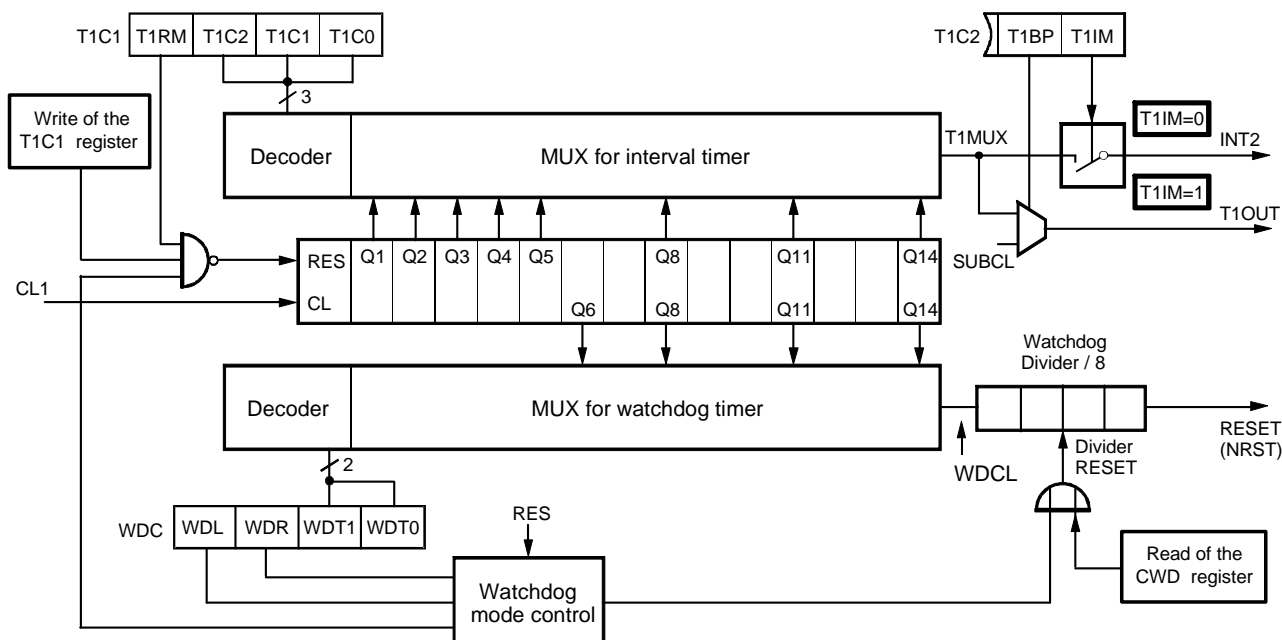 T1C1 T1RM T1C2 T1C1 T1C0
T1C2 T1BP T1IM
3
Write of the
T1C1 register
Decoder
MUX for interval timer
T1MUX
T1IM=0
INT2
T1IM=1
T1OUT
SUBCL
RES Q1 Q2 Q3 Q4 Q5 Q8 Q11 Q14
CL1
CL Q6 Q8 Q11 Q14
Watchdog
Divider / 8
Decoder
MUX for watchdog timer
RESET
(NRST)
Divider
RESET
WDCL
2
WDC WDL WDR WDT1 WDT0
RES
Read of the
CWD register
Watchdog
mode control